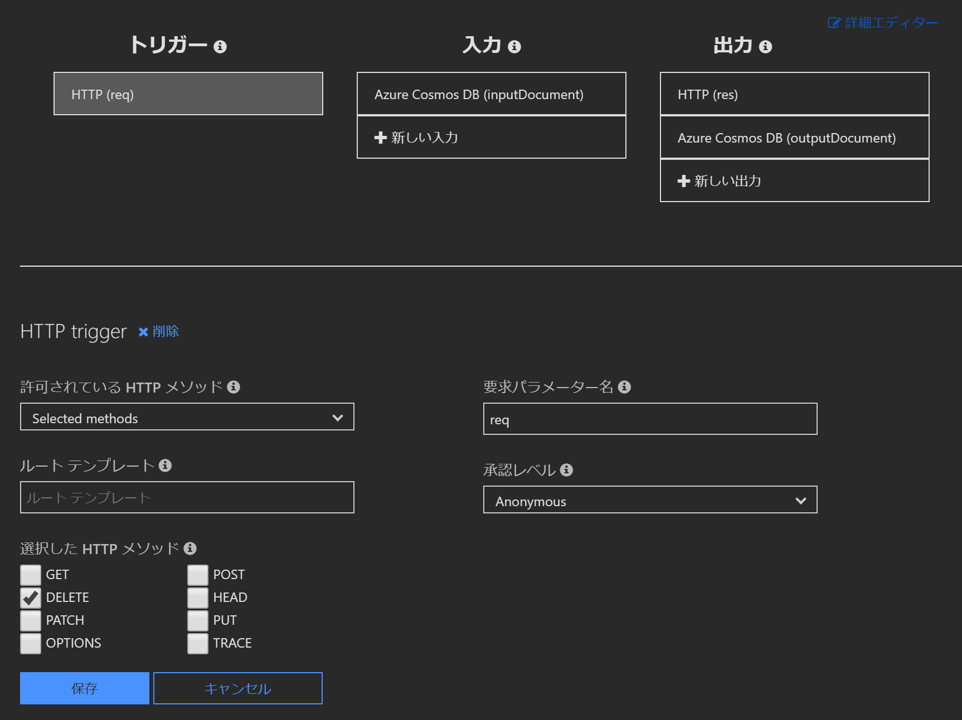 詳細エディター
トリガー
入力
出力
HTTP (req)
Azure Cosmos DB (inputDocument)
新しい入力
HTTP (res)
Azure Cosmos DB (outputDocument)
新しい出力
HTTP trigger
削除
許可されている HTTP メソッド
Selected methods
要求パラメーター名
req
ルート テンプレート
ルート テンプレート
承認レベル
Anonymous
選択した HTTP メソッド
GET
POST
DELETE
HEAD
PATCH
PUT
OPTIONS
TRACE
保存
キャンセル